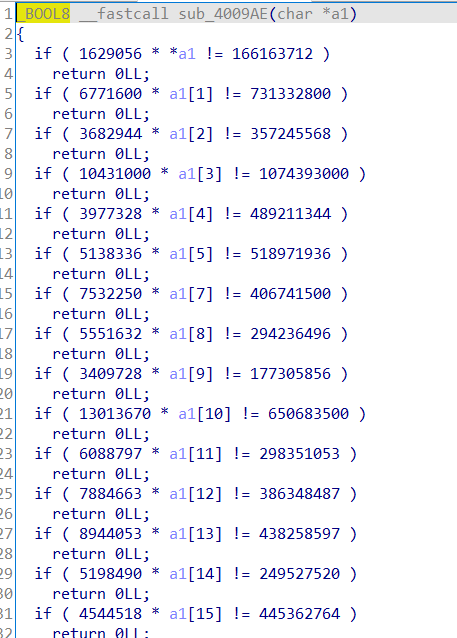 1 _BOOL8 __fastcall sub_4009AE(char *a1)
2 {
3 if ( 1629056 * *a1 != 166163712 )
4 return 0LL;
5 if ( 6771600 * a1[1] != 731332800 )
6 return 0LL;
7 if ( 3682944 * a1[2] != 357245568 )
8 return 0LL;
9 if ( 10431000 * a1[3] != 1074393000 )
10 return 0LL;
11 if ( 3977328 * a1[4] != 489211344 )
12 return 0LL;
13 if ( 5138336 * a1[5] != 518971936 )
14 return 0LL;
15 if ( 7532250 * a1[7] != 406741500 )
16 return 0LL;
17 if ( 5551632 * a1[8] != 294236496 )
18 return 0LL;
19 if ( 3409728 * a1[9] != 177305856 )
20 return 0LL;
21 if ( 13013670 * a1[10] != 650683500 )
22 return 0LL;
23 if ( 6088797 * a1[11] != 298351053 )
24 return 0LL;
25 if ( 7884663 * a1[12] != 386348487 )
26 return 0LL;
27 if ( 8944053 * a1[13] != 438258597 )
28 return 0LL;
29 if ( 5198490 * a1[14] != 249527520 )
30 return 0LL;
31 if ( 4544518 * a1[15] != 445362764 )
32 return 0LL;